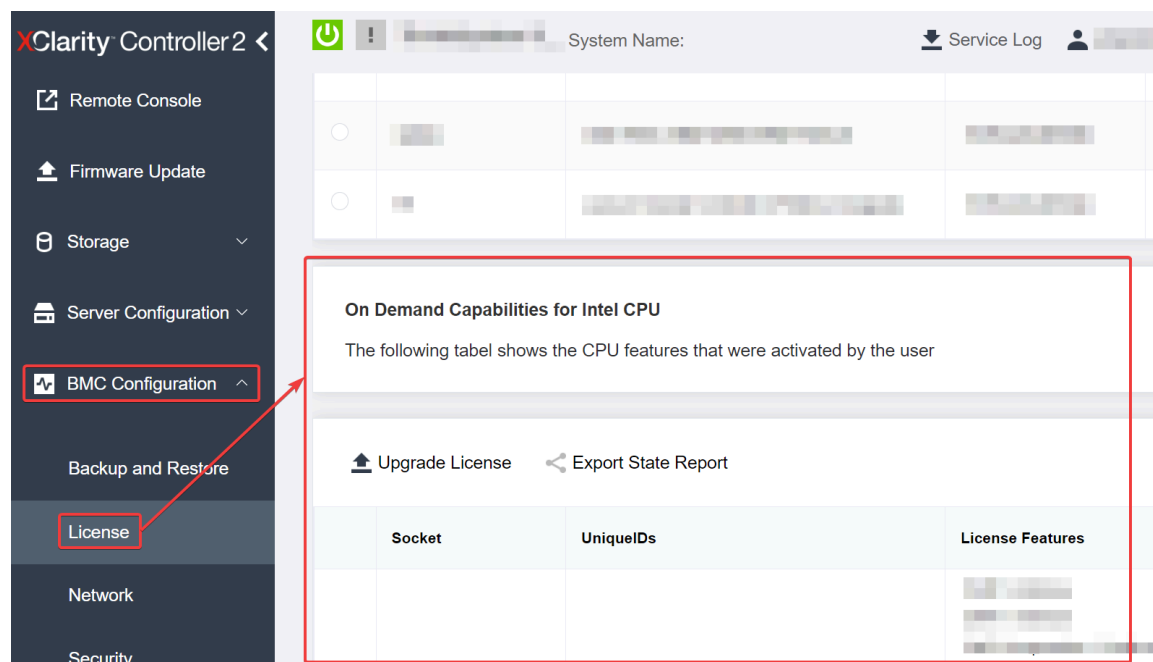 XClarity Controller 2
System Name:
Service Log
Remote Console
Firmware Update
Storage
Server Configuration
BMC Configuration
Backup and Restore
License
Network
Security
On Demand Capabilities for Intel CPU
The following tabel shows the CPU features that were activated by the user
Upgrade License
Export State Report
Socket
UniqueIDs
License Features